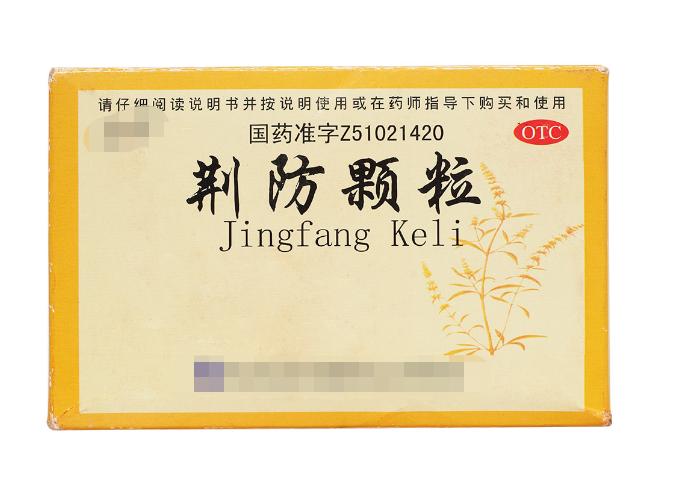 请仔细阅读说明书并按说明使用或在药师指导下购买和使用
国药准字Z51021420
OTC
荆防颗粒
Jingfang Keli